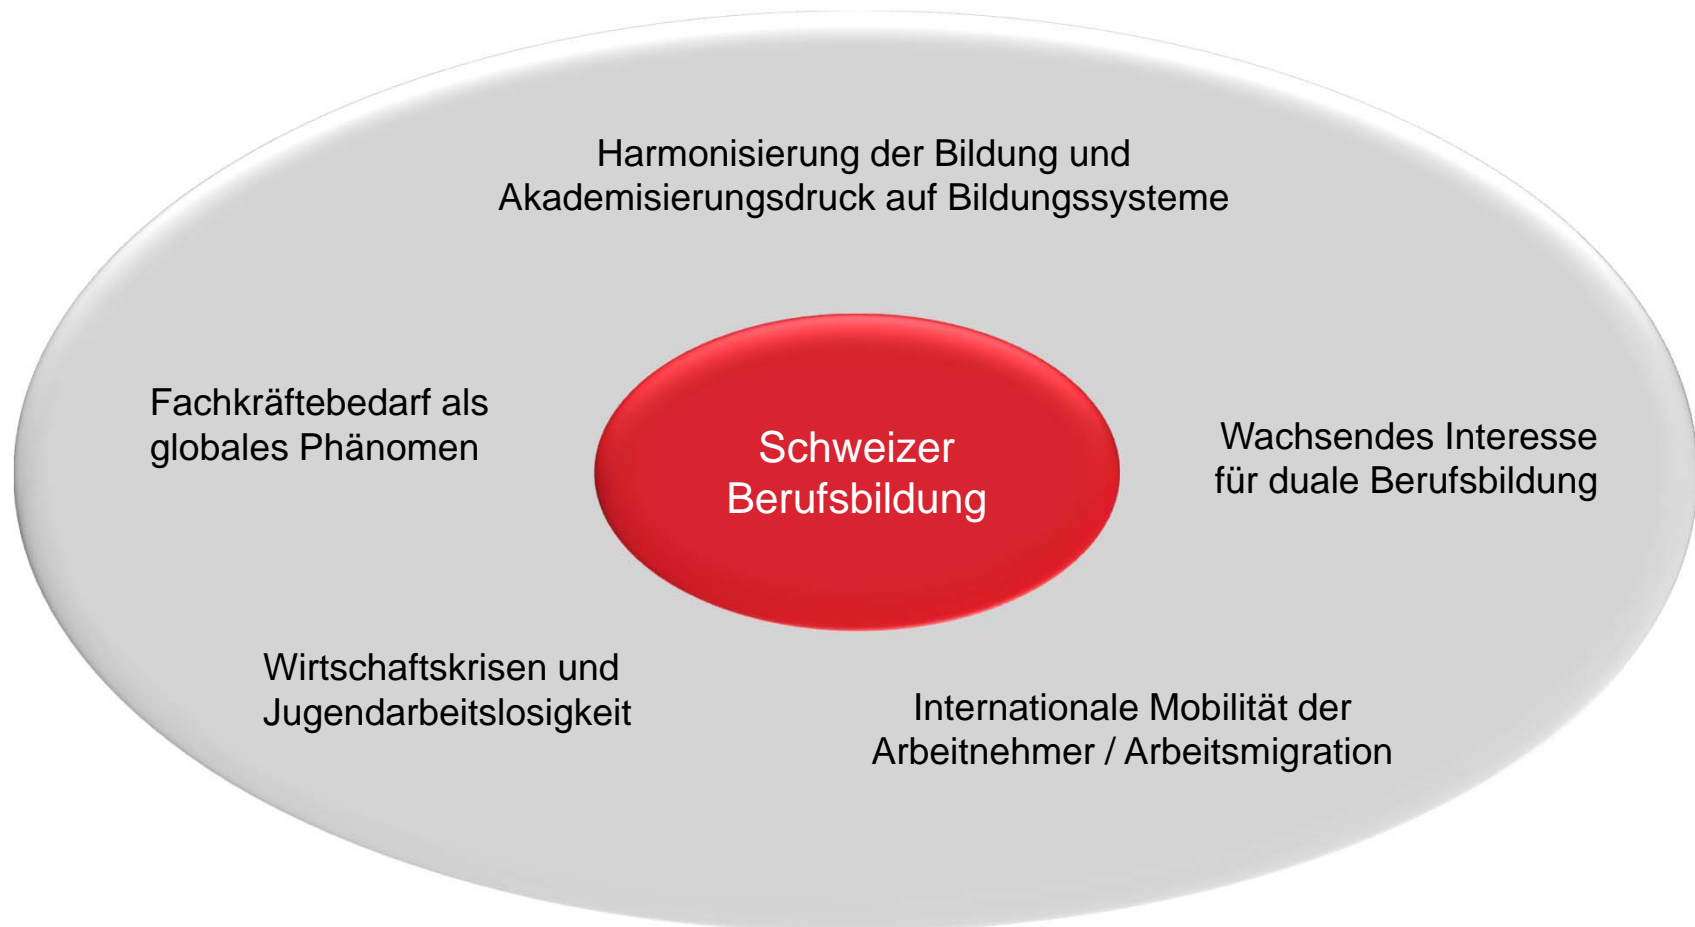 Harmonisierung der Bildung und
Akademisierungsdruck auf Bildungssysteme
Fachkräftebedarf als
globales Phänomen
Schweizer
Berufsbildung
Wachsendes Interesse
für duale Berufsbildung
Wirtschaftskrisen und
Jugendarbeitslosigkeit
Internationale Mobilität der
Arbeitnehmer / Arbeitsmigration